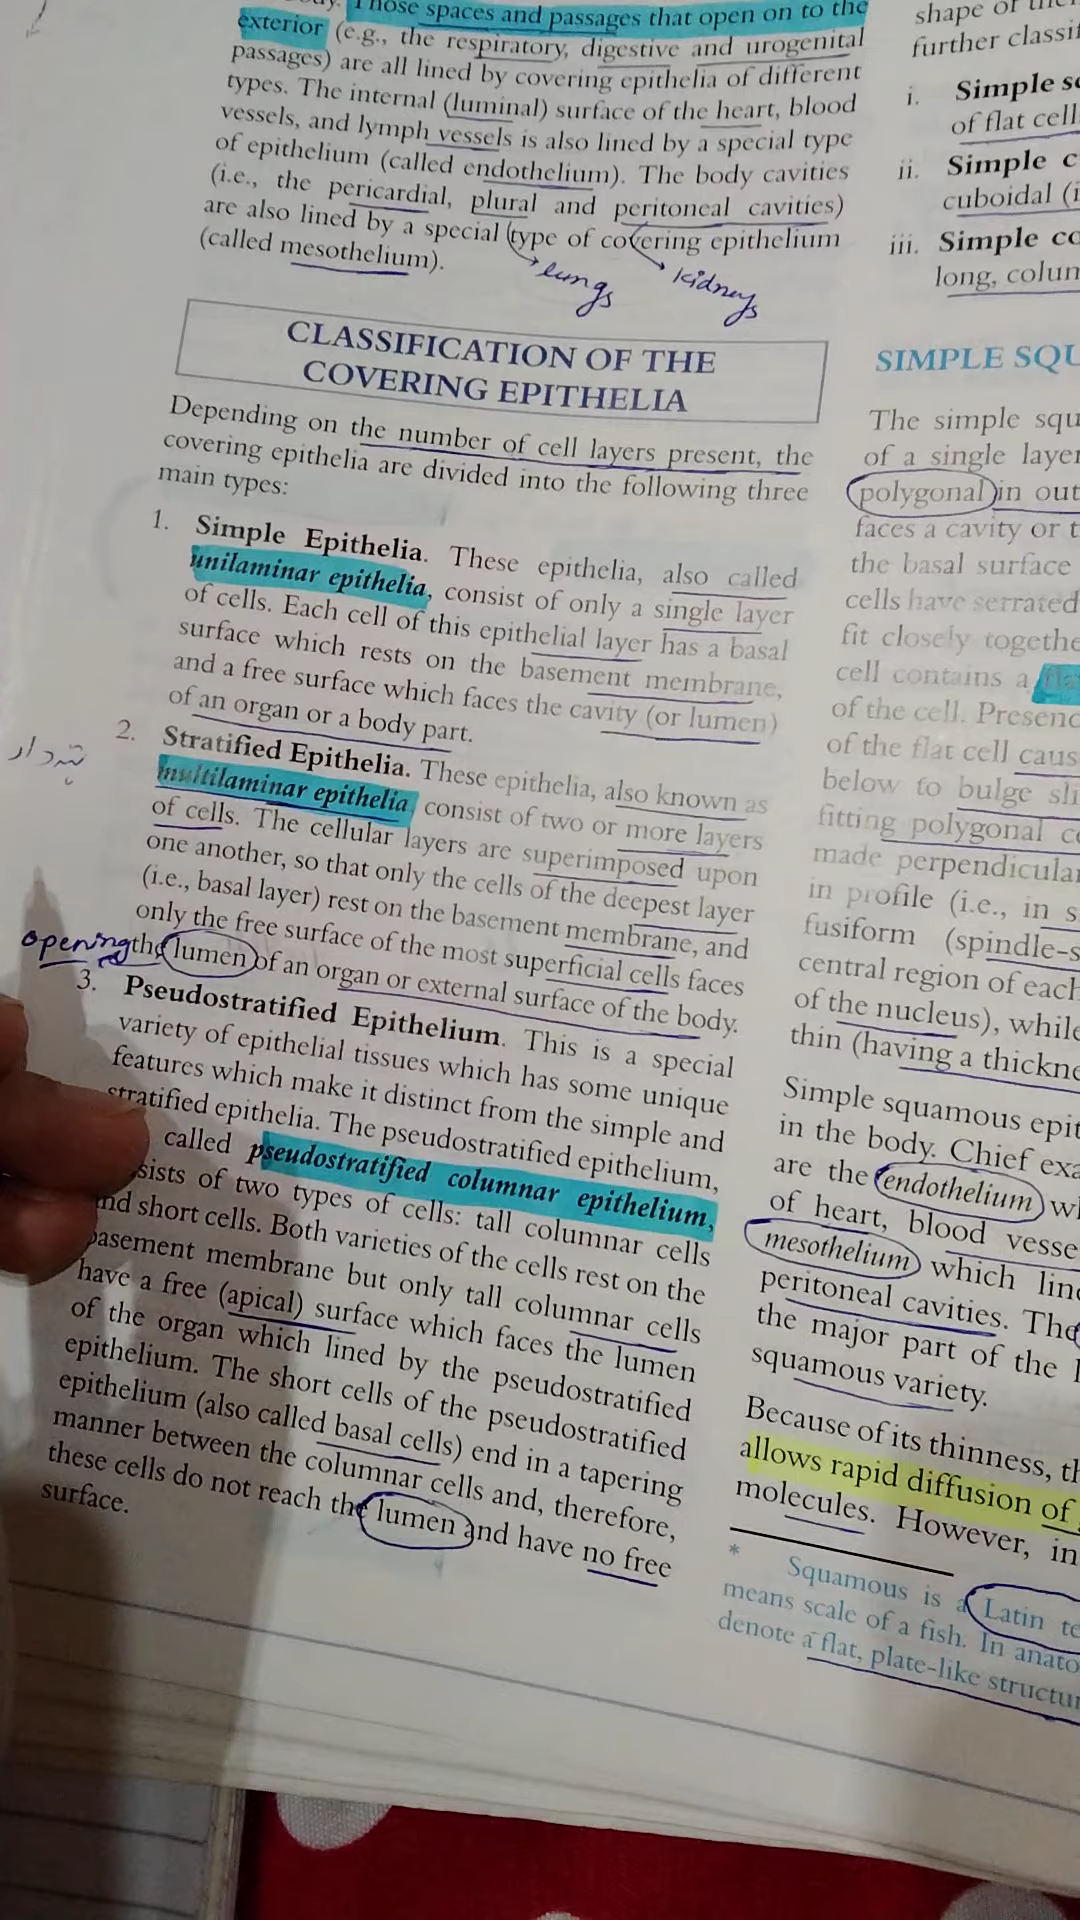 Those spaces and passages that open on to the
exterior (e.g., the respiratory, digestive and urogenital
passages) are all lined by covering epithelia of different
types. The internal (luminal) surface of the heart, blood
vessels, and lymph vessels is also lined by a special type
of epithelium (called endothelium). The body cavities
(i.e., the pericardial, plural and peritoneal cavities)
are also lined by a special type of covering epithelium
(called mesothelium).
lungs
kidneys
CLASSIFICATION OF THE
COVERING EPITHELIA
Depending on the number of cell layers present, the
covering epithelia are divided into the following three
main types:
1. Simple Epithelia. These epithelia, also called
unilaminar epithelia, consist of only a single layer
of cells. Each cell of this epithelial layer has a basal
surface which rests on the basement membrane,
and a free surface which faces the cavity (or lumen)
of an organ or a body part.
2. Stratified Epithelia. These epithelia, also known as
multilaminar epithelia, consist of two or more layers
of cells. The cellular layers are superimposed upon
one another, so that only the cells of the deepest layer
(i.e., basal layer) rest on the basement membrane, and
only the free surface of the most superficial cells faces
opening
the lumen of an organ or external surface of the body.
3. Pseudostratified Epithelium. This is a special
variety of epithelial tissues which has some unique
features which make it distinct from the simple and
stratified epithelia. The pseudostratified epithelium,
called pseudostratified columnar epithelium,
sists of two types of cells: tall columnar cells
and short cells. Both varieties of the cells rest on the
basement membrane but only tall columnar cells
have a free (apical) surface which faces the lumen
of the organ which lined by the pseudostratified
epithelium. The short cells of the pseudostratified
epithelium (also called basal cells) end in a tapering
manner between the columnar cells and, therefore,
these cells do not reach the lumen and have no free
surface.
shape of
further classi
i. Simple s
of flat cell
ii. Simple c
cuboidal (i
iii. Simple co
long, colum
SIMPLE SQU
The simple squ
of a single layer
polygonal in out
faces a cavity or t
the basal surface
cells have serrated
fit closely togethe
cell contains a fla
of the cell. Presenc
of the flat cell caus
below to bulge sli
fitting polygonal c
made perpendicular
in profile (i.e., in s
fusiform (spindle-s
central region of each
of the nucleus), while
thin (having a thickne
Simple squamous epit
in the body. Chief exa
are the endothelium wh
of heart, blood vesse
mesothelium which line
peritoneal cavities. The
the major part of the
squamous variety.
Because of its thinness, th
allows rapid diffusion of
molecules. However, in
* Squamous is a Latin te
means scale of a fish. In anato
denote a flat, plate-like structur